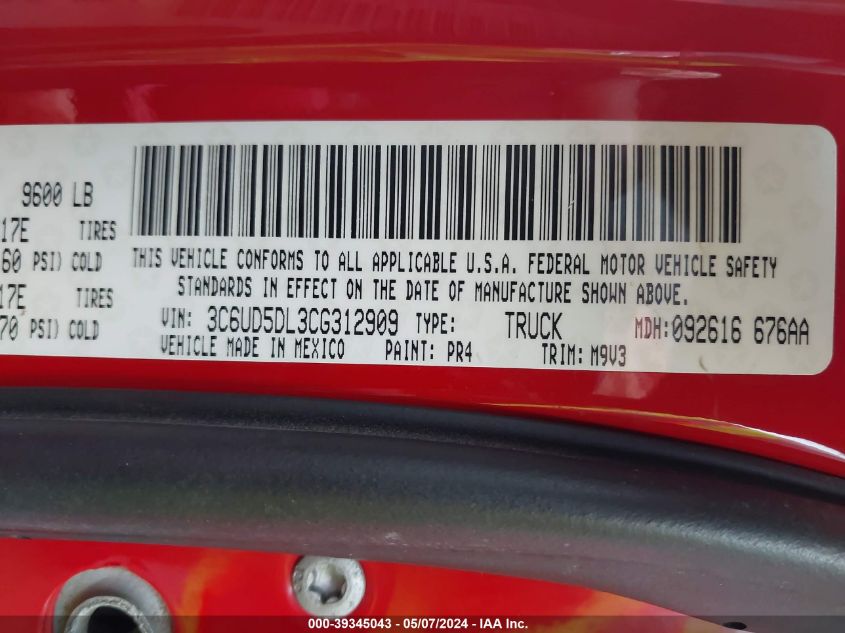 9600 LB
17E TIRES
60 PSI) COLD
17E TIRES
70 PSI) COLD
THIS VEHICLE CONFORMS TO ALL APPLICABLE U.S.A. FEDERAL MOTOR VEHICLE SAFETY
STANDARDS IN EFFECT ON THE DATE OF MANUFACTURE SHOWN ABOVE.
VIN: 3C6UD5DL3CG312909 TYPE: TRUCK MDH:092616 676AA
VEHICLE MADE IN MEXICO PAINT: PR4 TRIM: M9V3
000-39345043 — 05/07/2024 — IAA Inc.